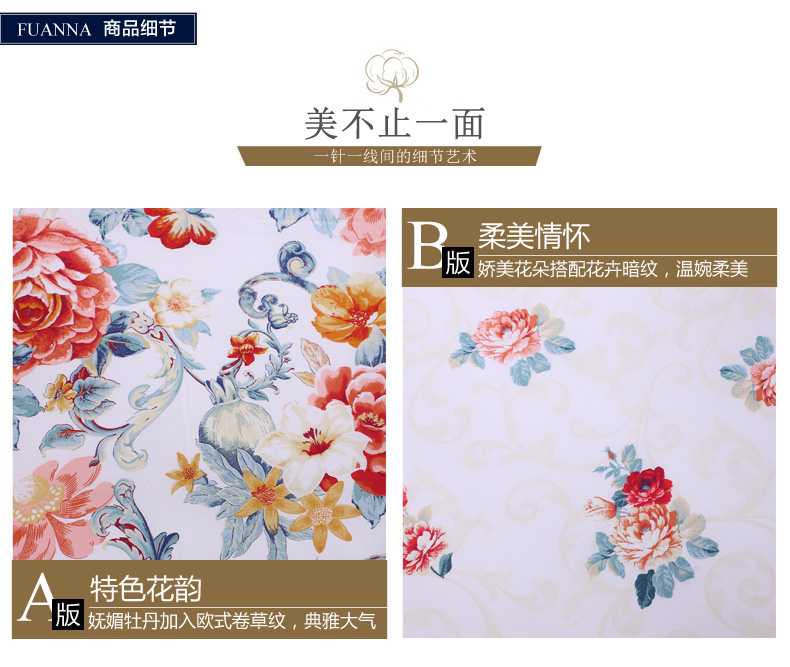 FUANNA 商品细节
美不止一面
一针一线间的细节艺术
B版 柔美情怀
娇美花朵搭配花卉暗纹，温婉柔美
A版 特色花韵
妩媚牡丹加入欧式卷草纹，典雅大气